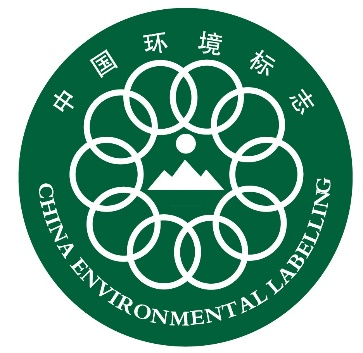 中国环境标志
CHINA ENVIRONMENTAL LABELLING